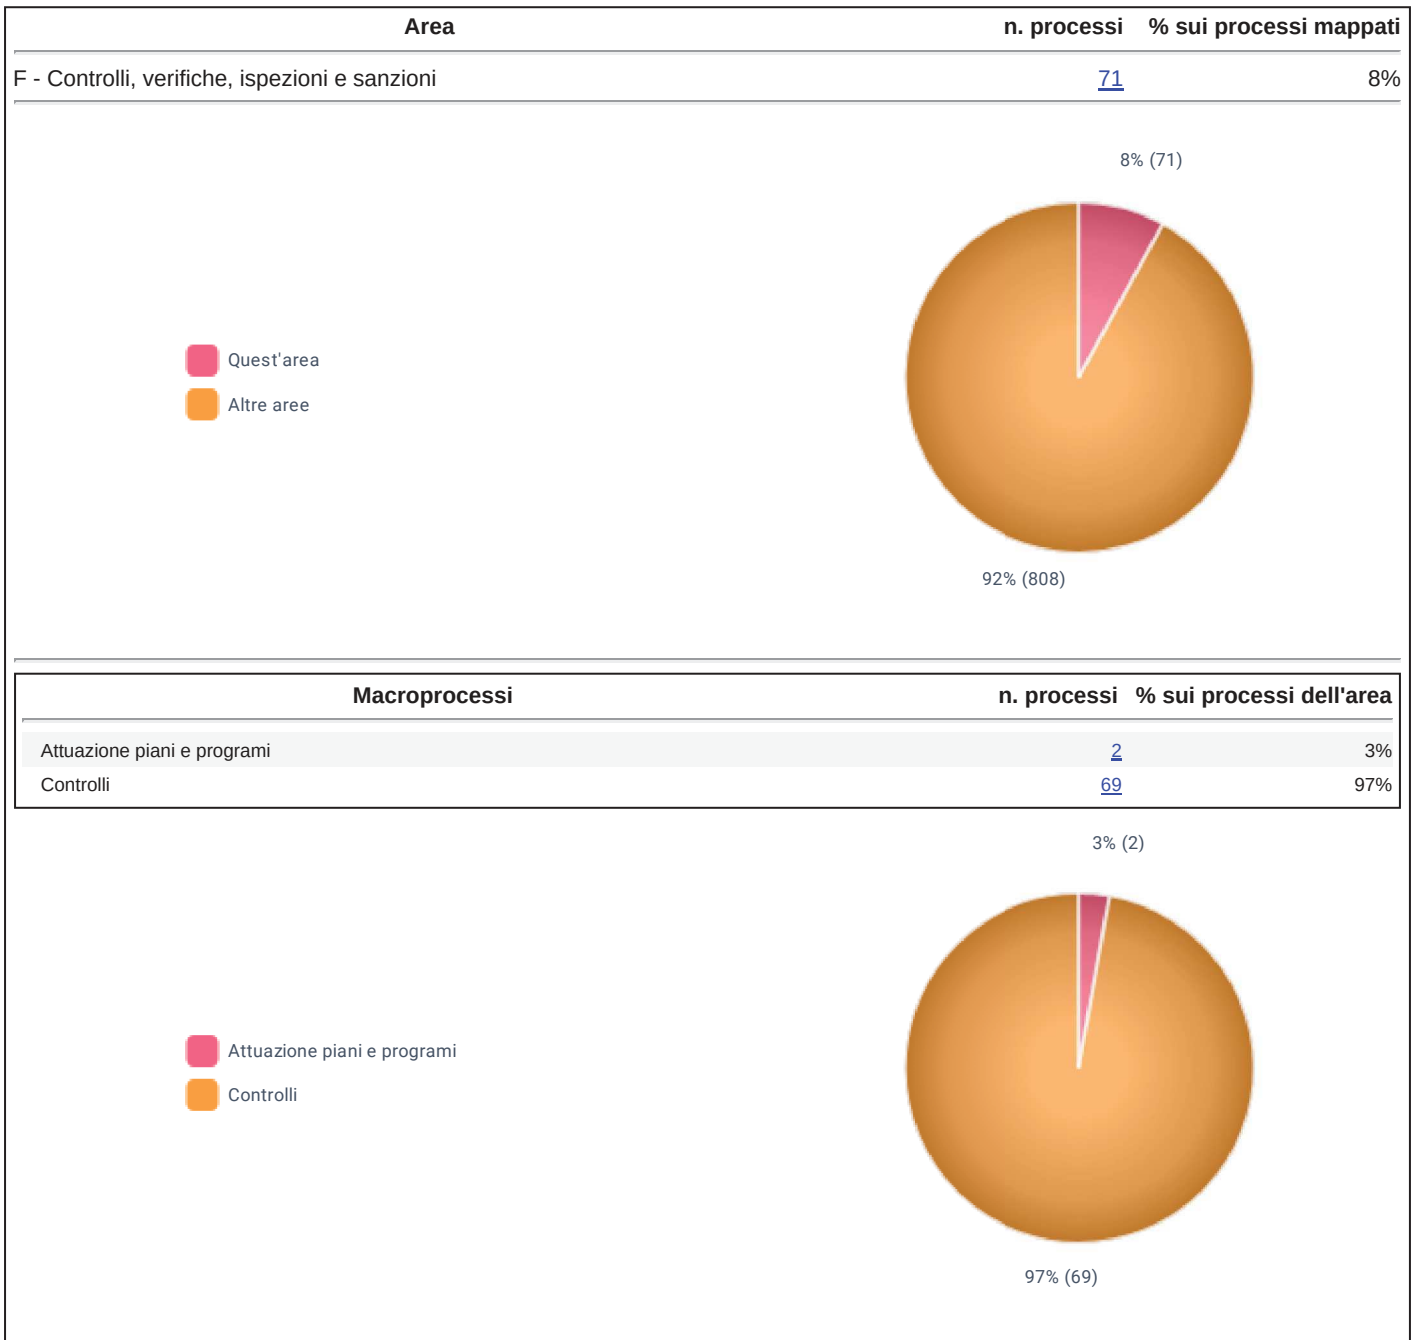 Area n. processi % sui processi mappati
F - Controlli, verifiche, ispezioni e sanzioni 71 8%
8% (71)
Quest'area
Altre aree
92% (808)
Macroprocessi n. processi % sui processi dell'area
Attuazione piani e programi 2 3%
Controlli 69 97%
3% (2)
Attuazione piani e programi
Controlli
97% (69)